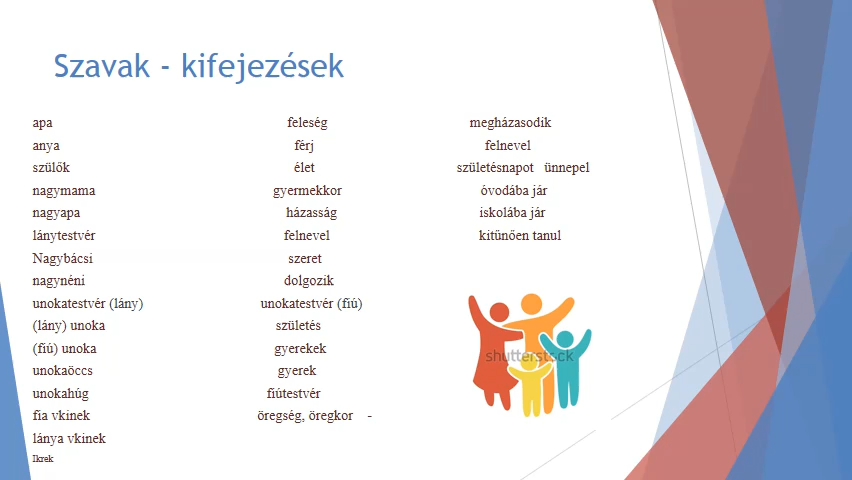 Szavak - kifejezések
apa feleség megházasodik
anya férj felnevel
szülők élet születésnapot ünnepel
nagymama gyermekkor óvodába jár
nagyapa házasság iskolába jár
lánytestvér felnevel kitünően tanul
Nagybácsi szeret
nagynéni dolgozik
unokatestvér (lány) unokatestvér (fiú)
(lány) unoka születés
(fiú) unoka gyerekek
unokaöccs gyerek
unokahúg fiútestvér
fia vkinek öregség, öregkor -
lánya vkinek
Ikrek
shutterstock